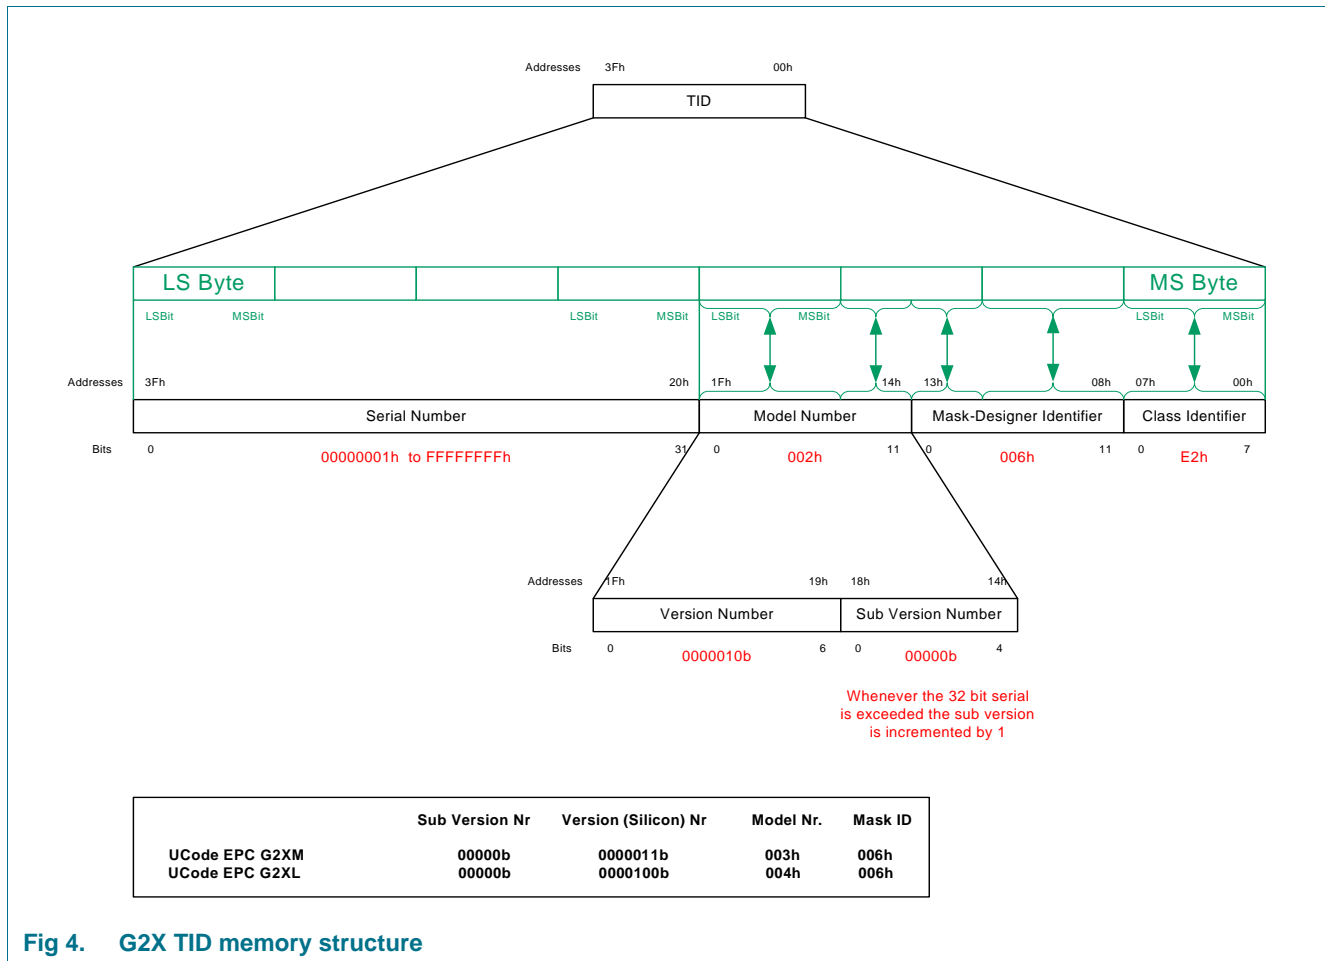 Addresses 3Fh 00h
TID
LS Byte MS Byte
LSBit MSBit LSBit MSBit LSBit MSBit LSBit MSBit
Addresses 3Fh 20h 1Fh 14h 13h 08h 07h 00h
Serial Number Model Number Mask-Designer Identifier Class Identifier
Bits 0 31 0 11 0 11 0 7
00000001h to FFFFFFFFh 002h 006h E2h
Addresses 1Fh 19h 18h 14h
Version Number Sub Version Number
Bits 0 6 0 4
0000010b 00000b
Whenever the 32 bit serial
is exceeded the sub version
is incremented by 1
Sub Version Nr Version (Silicon) Nr Model Nr. Mask ID
UCode EPC G2XM 00000b 0000011b 003h 006h
UCode EPC G2XL 00000b 0000100b 004h 006h
Fig 4. G2X TID memory structure